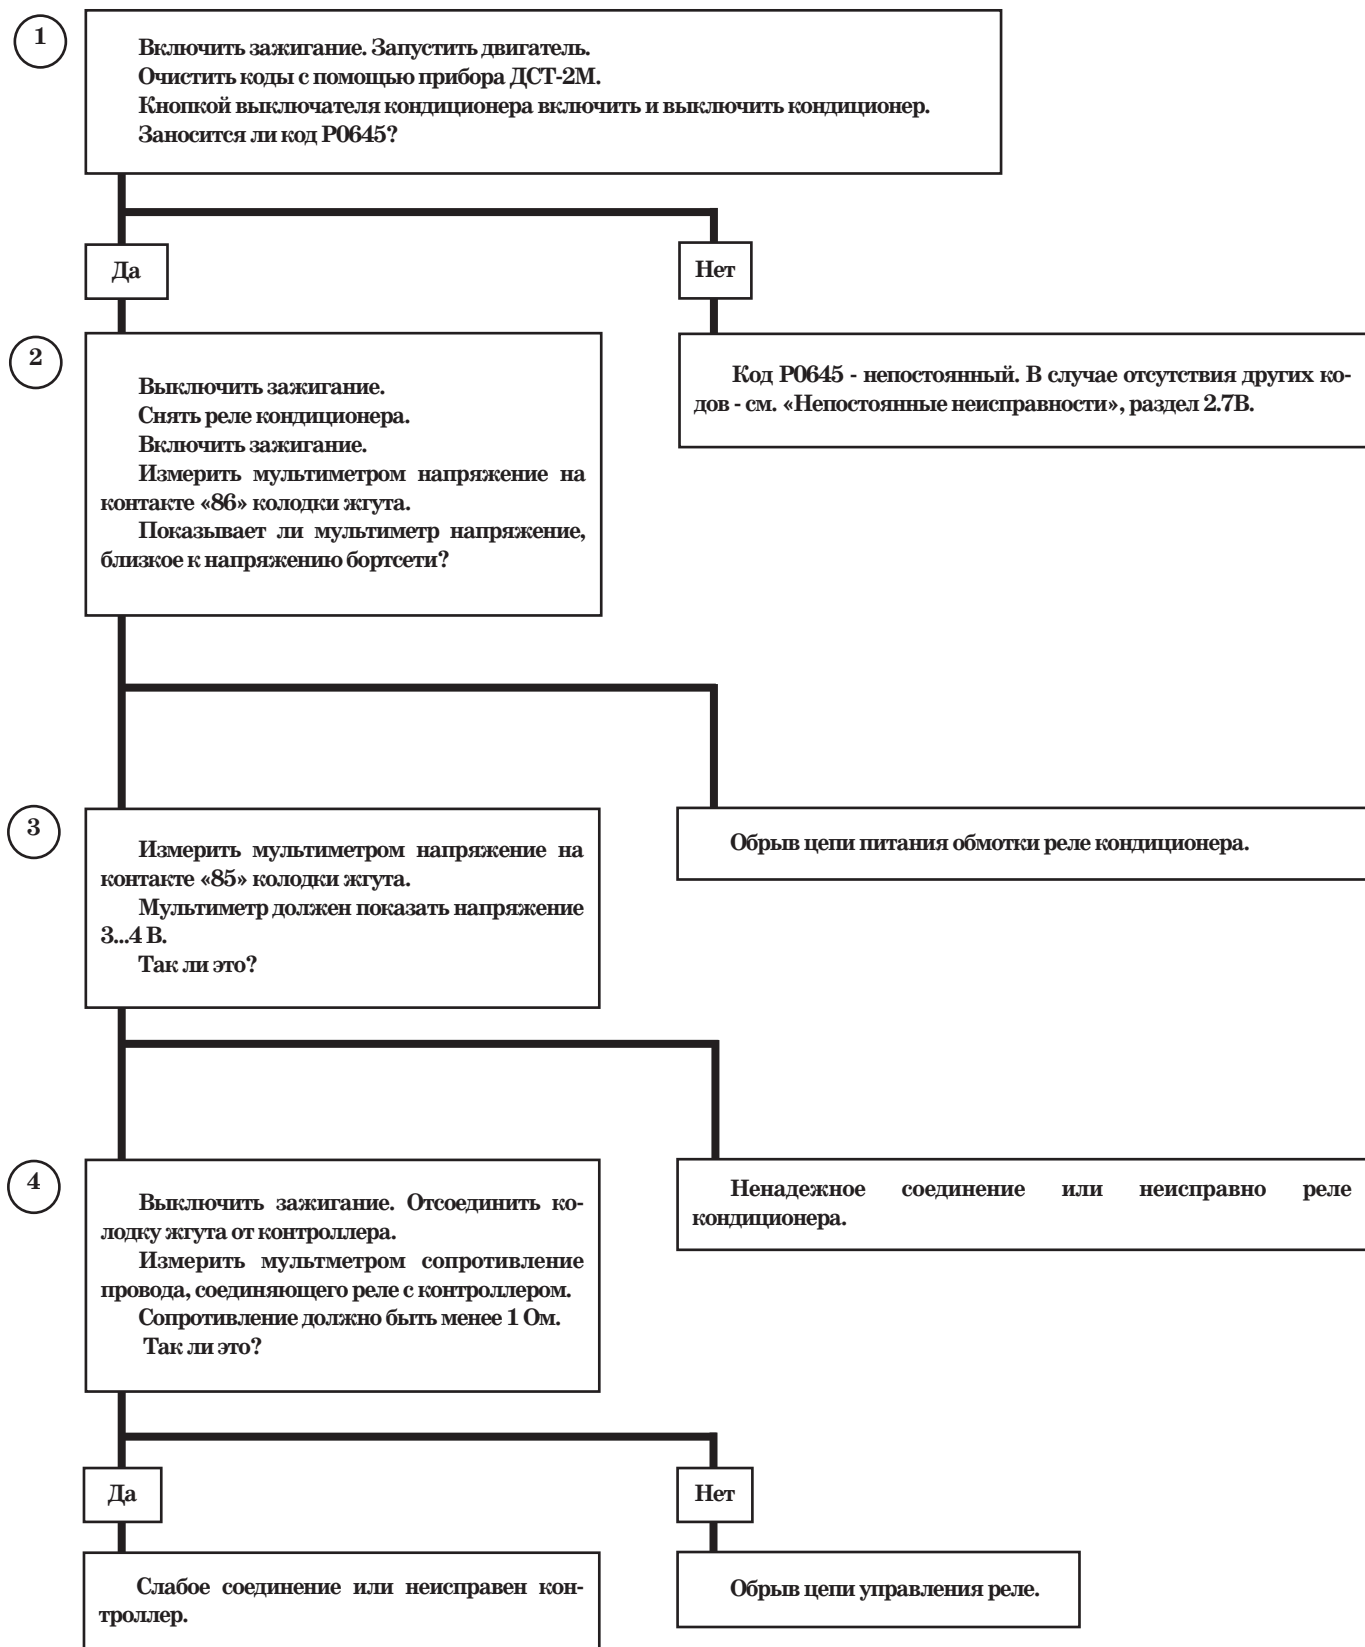 1
Включить зажигание. Запустить двигатель.
Очистить коды с помощью прибора ДСТ-2М.
Кнопкой выключателя кондиционера включить и выключить кондиционер.
Заносится ли код Р0645?
Да
Нет
2
Выключить зажигание.
Снять реле кондиционера.
Включить зажигание.
Измерить мультиметром напряжение на
контакте «86» колодки жгута.
Показывает ли мультиметр напряжение,
близкое к напряжению бортсети?
Код Р0645 - непостоянный. В случае отсутствия других ко-
дов - см. «Непостоянные неисправности», раздел 2.7В.
3
Измерить мультиметром напряжение на
контакте «85» колодки жгута.
Мультиметр должен показать напряжение
3...4 В.
Так ли это?
Обрыв цепи питания обмотки реле кондиционера.
4
Выключить зажигание. Отсоединить ко-
лодку жгута от контроллера.
Измерить мультметром сопротивление
провода, соединяющего реле с контроллером.
Сопротивление должно быть менее 1 Ом.
Так ли это?
Ненадежное соединение или неисправно реле
кондиционера.
Да
Нет
Слабое соединение или неисправен кон-
троллер.
Обрыв цепи управления реле.